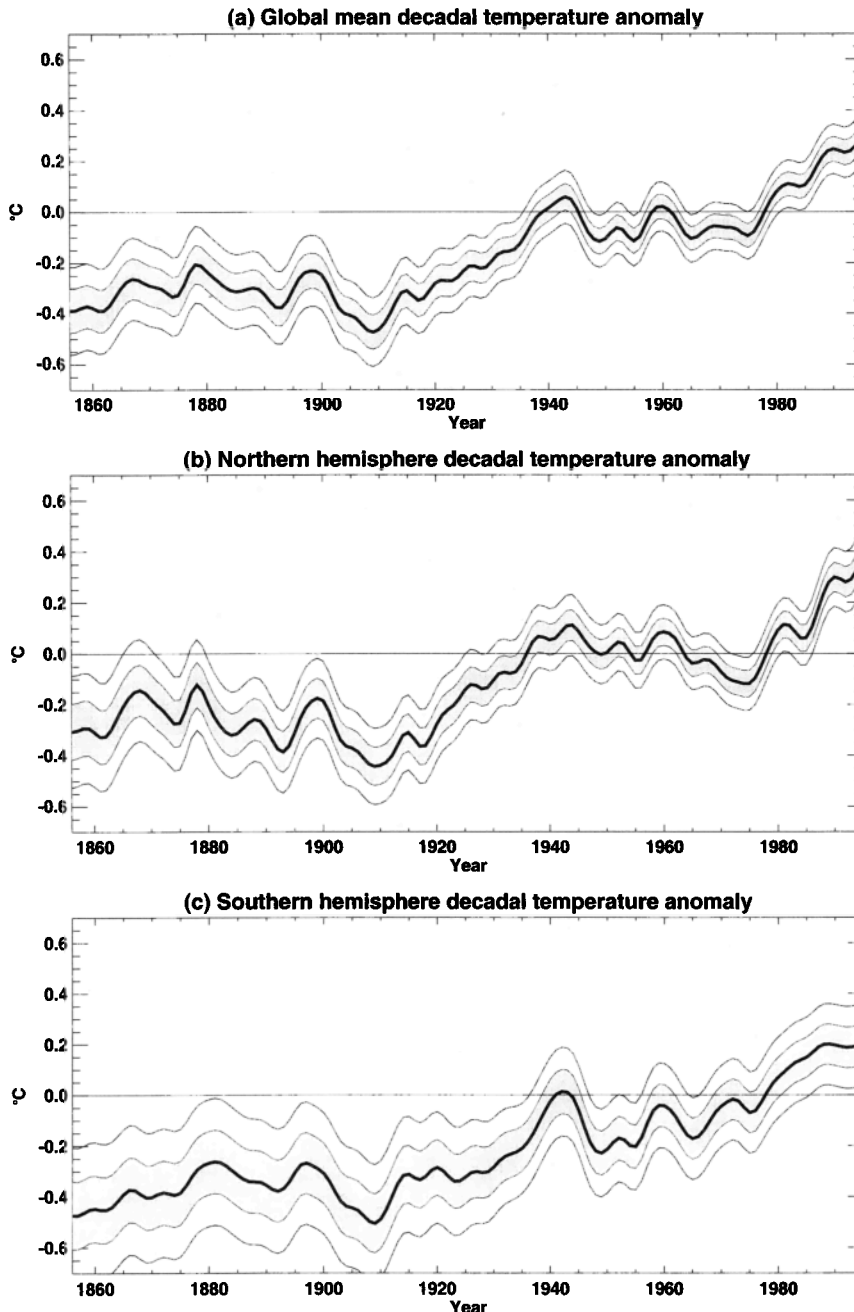 (a) Global mean decadal temperature anomaly
0.6
0.4
0.2
0.0
-0.2
-0.4
-0.6
°C
1860 1880 1900 1920 1940 1960 1980
Year
(b) Northern hemisphere decadal temperature anomaly
0.6
0.4
0.2
0.0
-0.2
-0.4
-0.6
°C
1860 1880 1900 1920 1940 1960 1980
Year
(c) Southern hemisphere decadal temperature anomaly
0.6
0.4
0.2
0.0
-0.2
-0.4
-0.6
°C
1860 1880 1900 1920 1940 1960 1980
Year